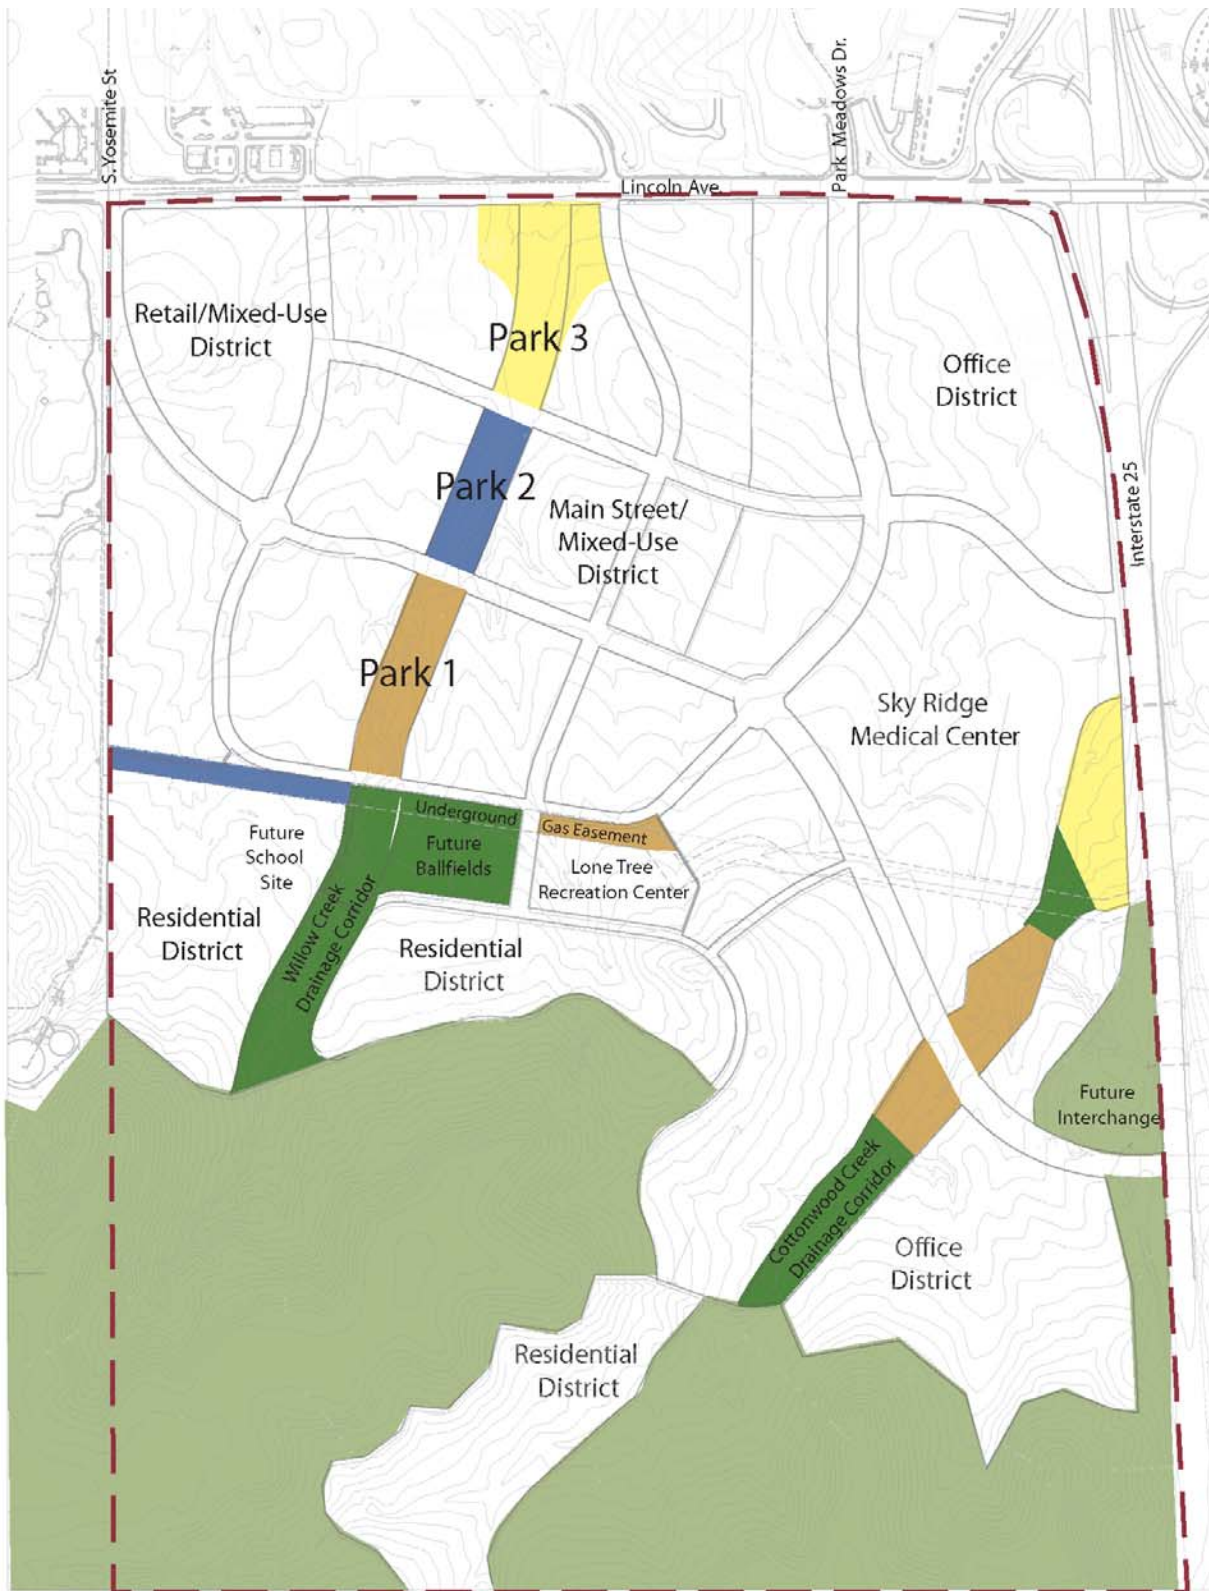 S.Yosemite St
Park Meadows Dr.
Lincoln Ave.
Retail/Mixed-Use
District
Park 3
Office
District
Park 2
Main Street/
Mixed-Use
District
Interstate 25
Park 1
Sky Ridge
Medical Center
Underground
Gas Easement
Future
School
Site
Future
Ballfields
Lone Tree
Recreation Center
Willow Creek
Drainage Corridor
Residential
District
Residential
District
Future
Interchange
Cottonwood Creek
Drainage Corridor
Office
District
Residential
District